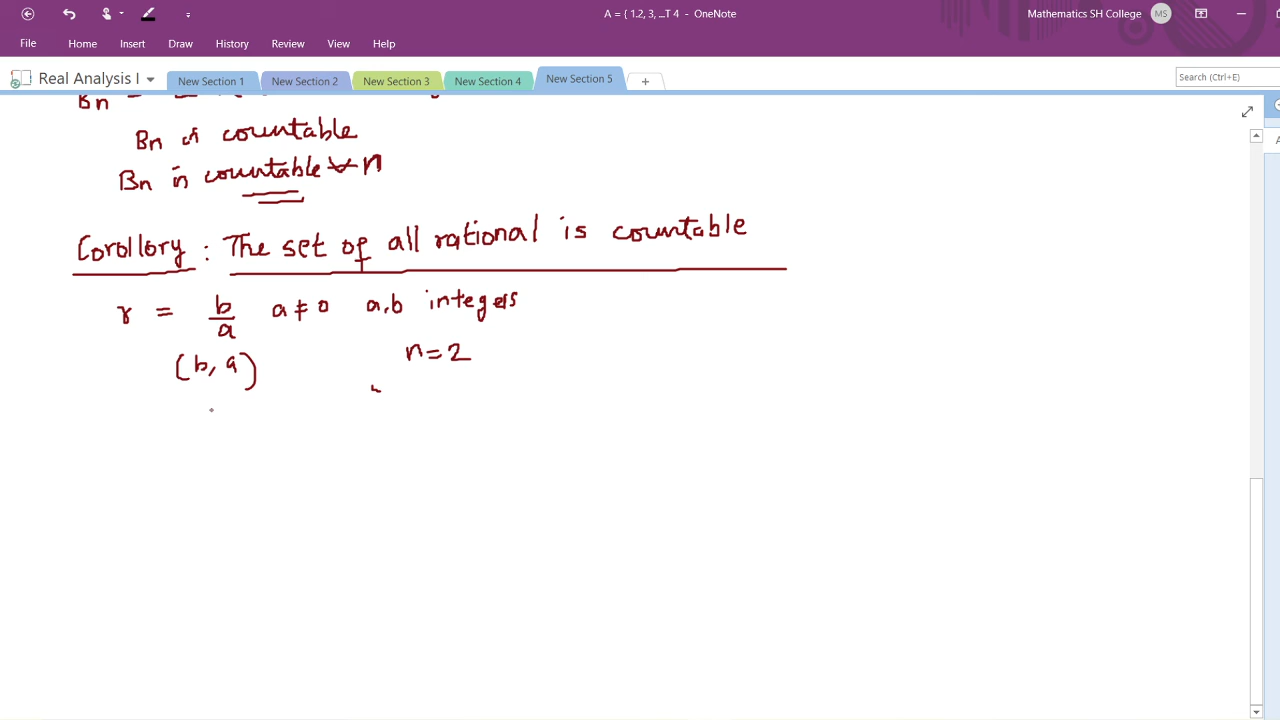 A = { 1.2, 3, ...T 4 - OneNote
Mathematics SH College MS
File Home Insert Draw History Review View Help
Real Analysis I New Section 1 New Section 2 New Section 3 New Section 4 New Section 5 +
Search (Ctrl+E)
Bn
Bn is countable
Bn is countable ∀ n
Corollory : The set of all rational is countable
r = b/a a ≠ 0 a,b integers
(b, a) n = 2